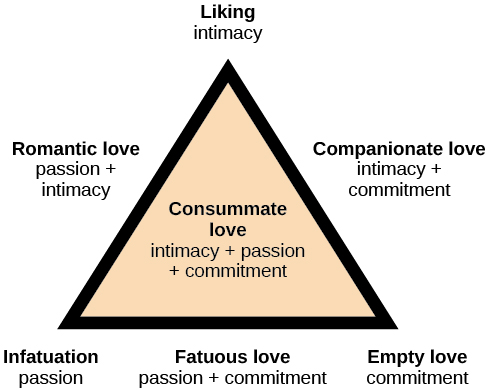 Liking
intimacy
Romantic love
passion +
intimacy
Companionate love
intimacy +
commitment
Consummate
love
intimacy + passion
+ commitment
Infatuation
passion
Fatuous love
passion + commitment
Empty love
commitment